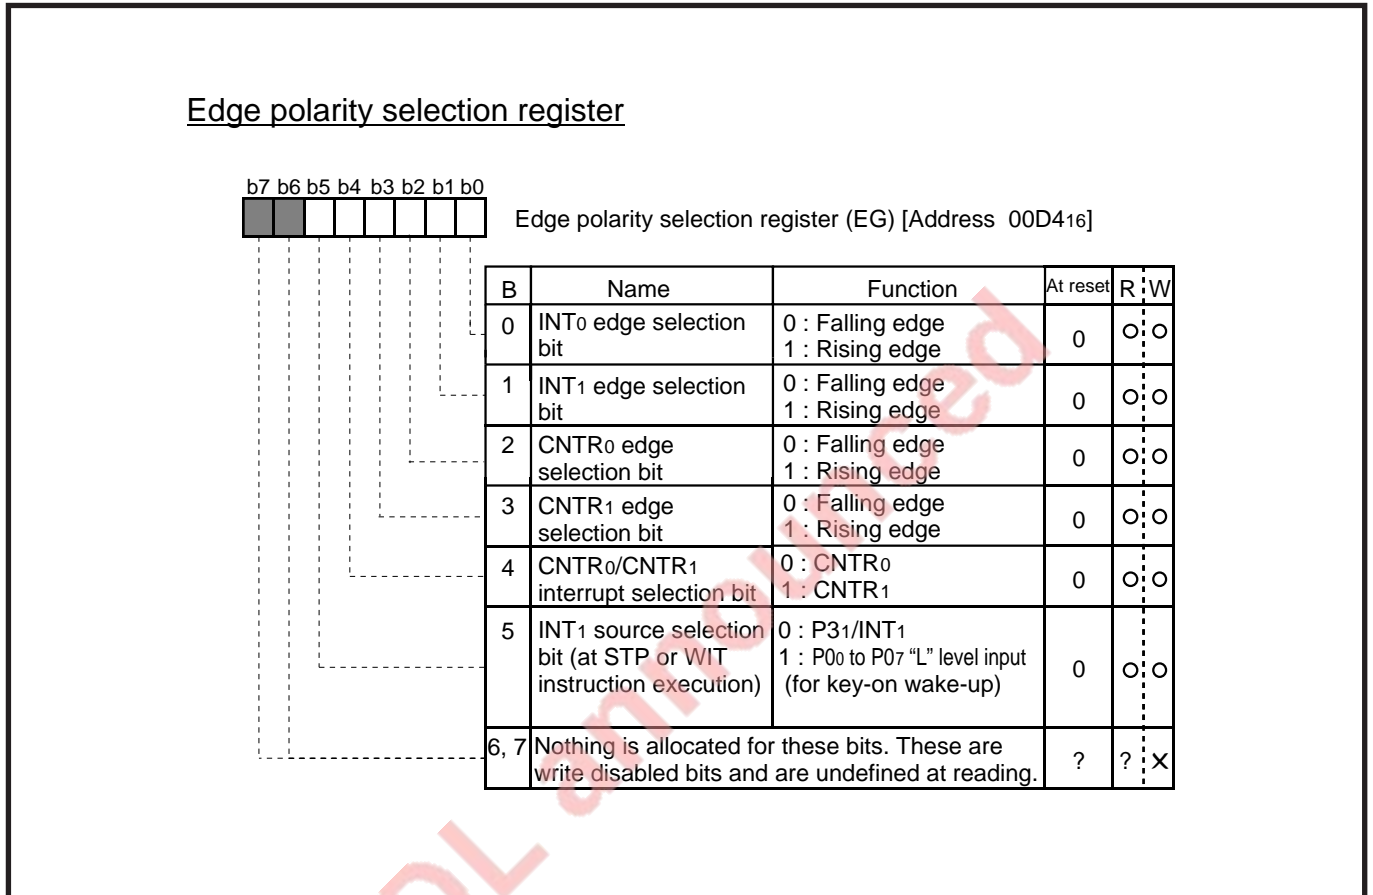 Edge polarity selection register
b7 b6 b5 b4 b3 b2 b1 b0
Edge polarity selection register (EG) [Address 00D416]
B Name Function At reset R W
0 INT0 edge selection bit 0 : Falling edge 1 : Rising edge 0 ○ ○
1 INT1 edge selection bit 0 : Falling edge 1 : Rising edge 0 ○ ○
2 CNTR0 edge selection bit 0 : Falling edge 1 : Rising edge 0 ○ ○
3 CNTR1 edge selection bit 0 : Falling edge 1 : Rising edge 0 ○ ○
4 CNTR0/CNTR1 interrupt selection bit 0 : CNTR0 1 : CNTR1 0 ○ ○
5 INT1 source selection bit (at STP or WIT instruction execution) 0 : P31/INT1 1 : P00 to P07 “L” level input (for key-on wake-up) 0 ○ ○
6, 7 Nothing is allocated for these bits. These are write disabled bits and are undefined at reading. ? ? ×
DL announced